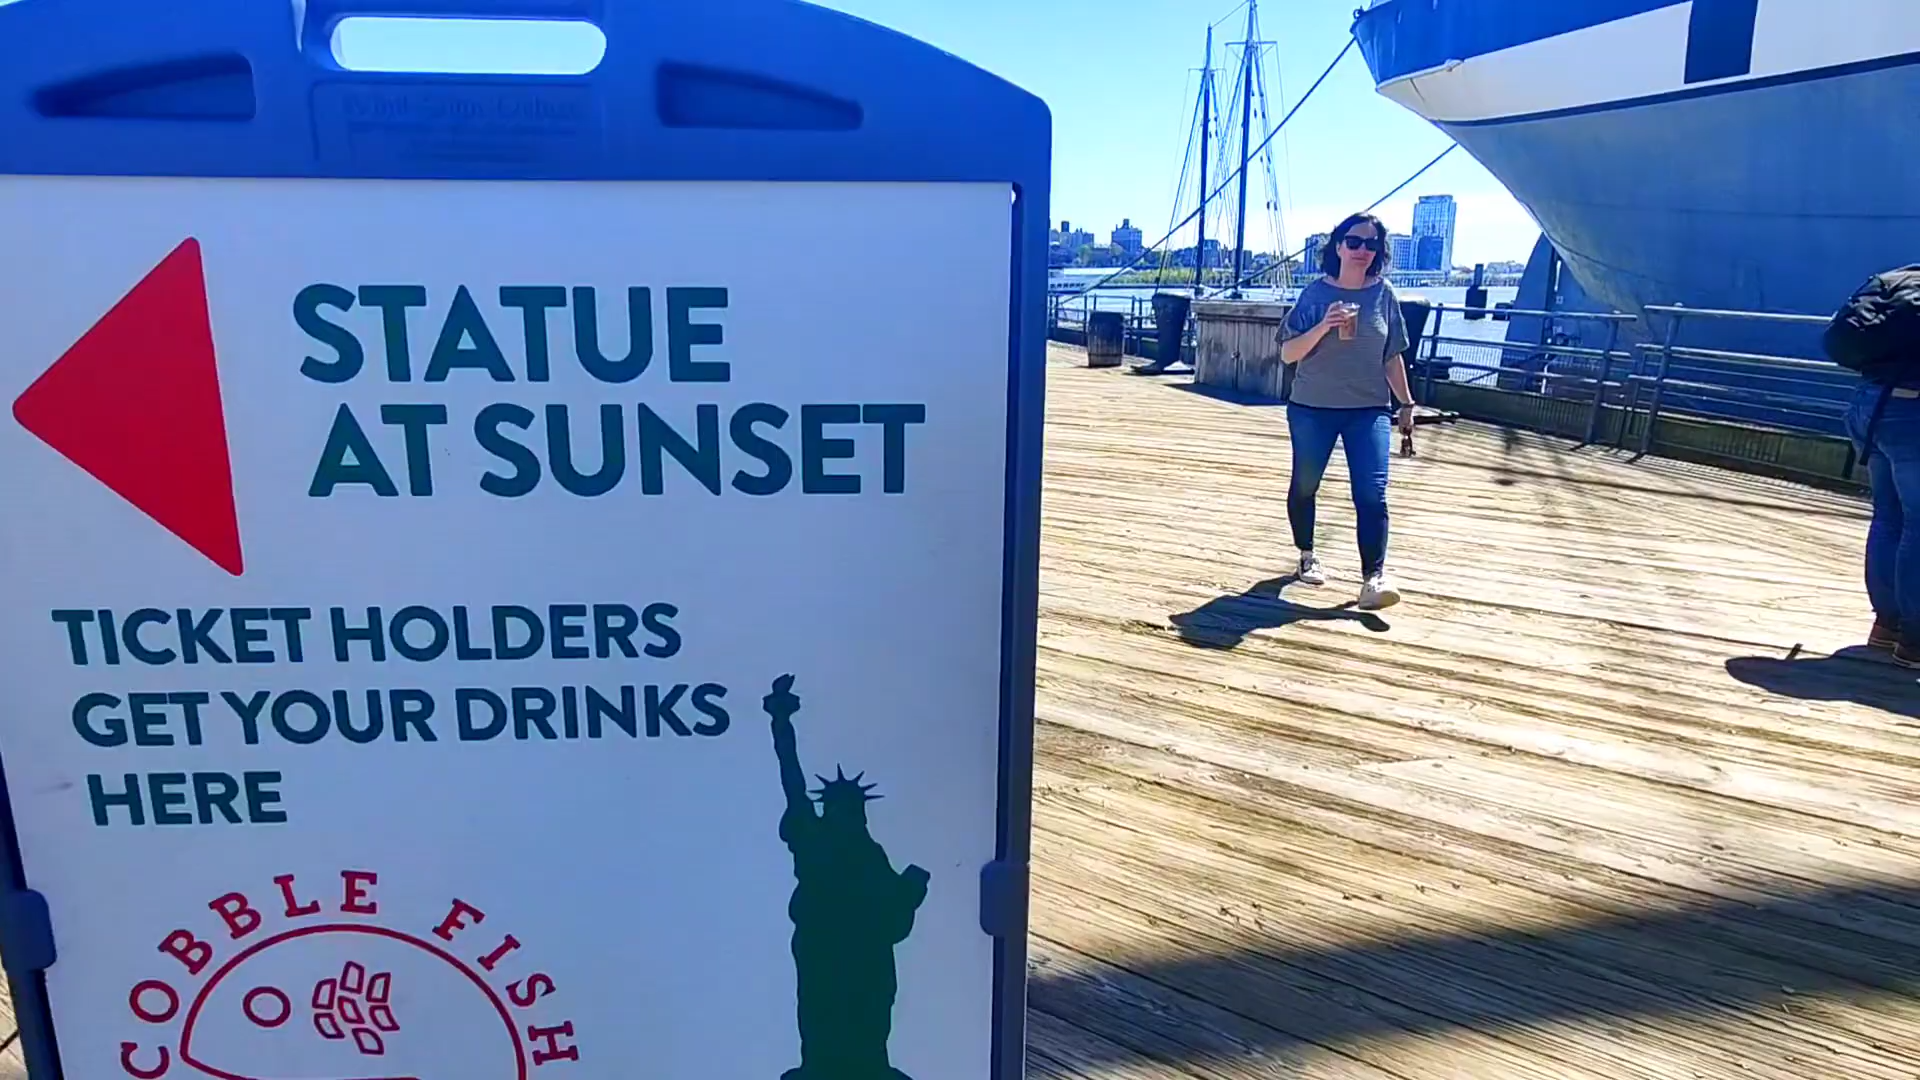 STATUE
AT SUNSET
TICKET HOLDERS
GET YOUR DRINKS
HERE
COBBLE FISH